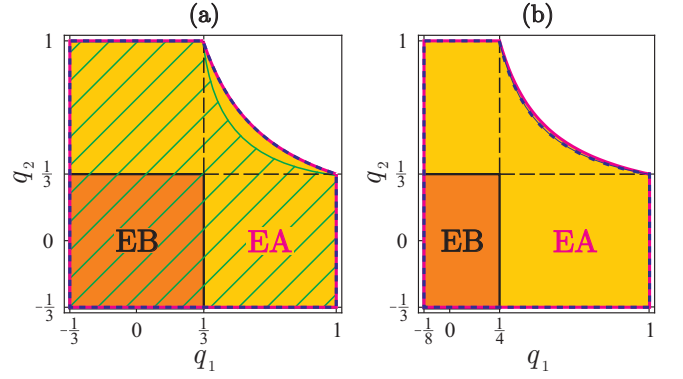 (a) (b)
1 1
q₂ q₂
1/3 1/3
EB EA EB EA
0 0
-1/3 -1/3
-1/3 0 1/3 1 -1/8 0 1/4 1
q₁ q₁